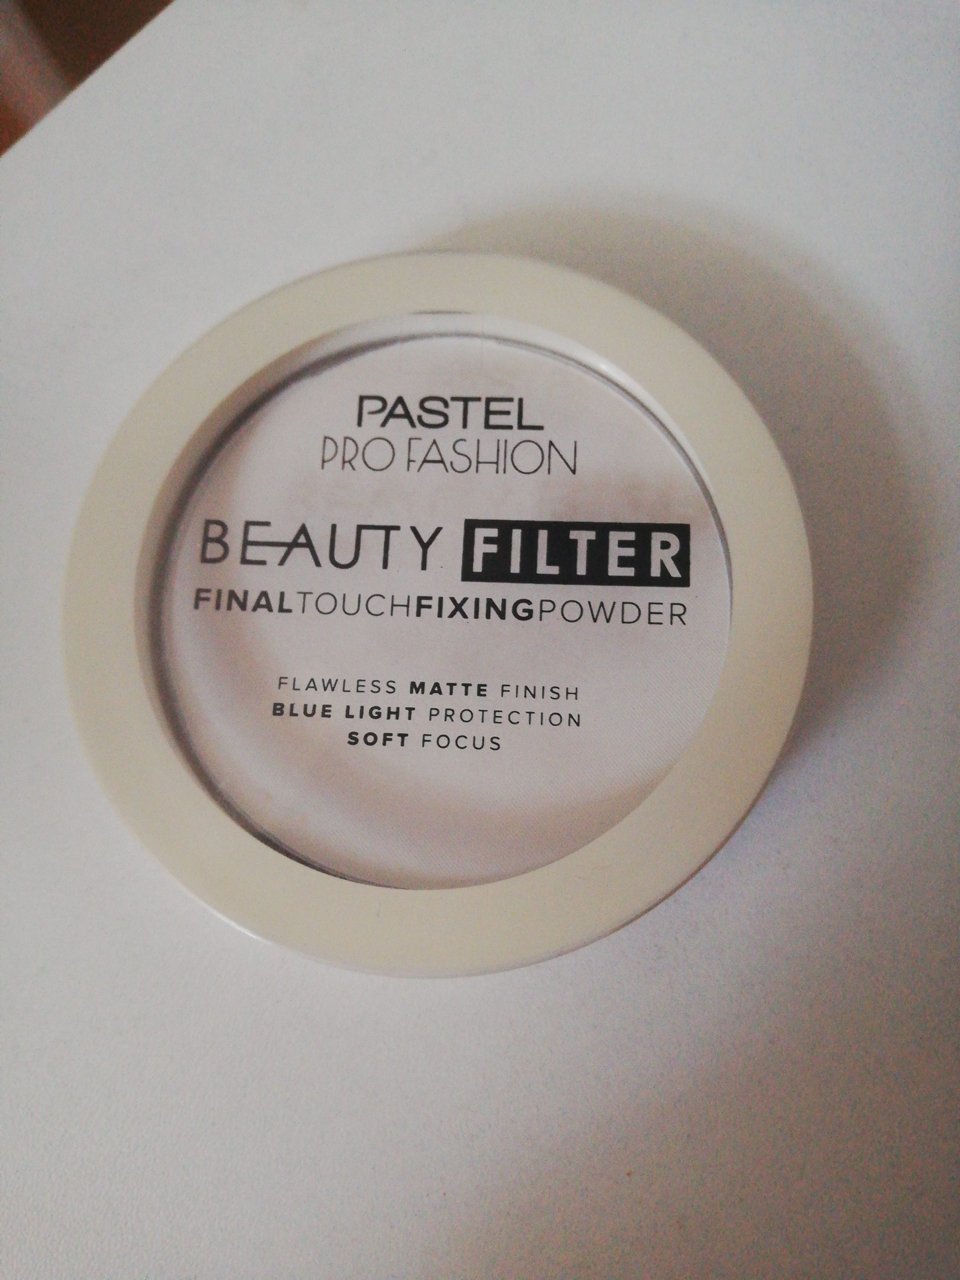 PASTEL
PRO FASHION
BEAUTY FILTER
FINALTOUCHFIXINGPOWDER
FLAWLESS MATTE FINISH
BLUE LIGHT PROTECTION
SOFT FOCUS